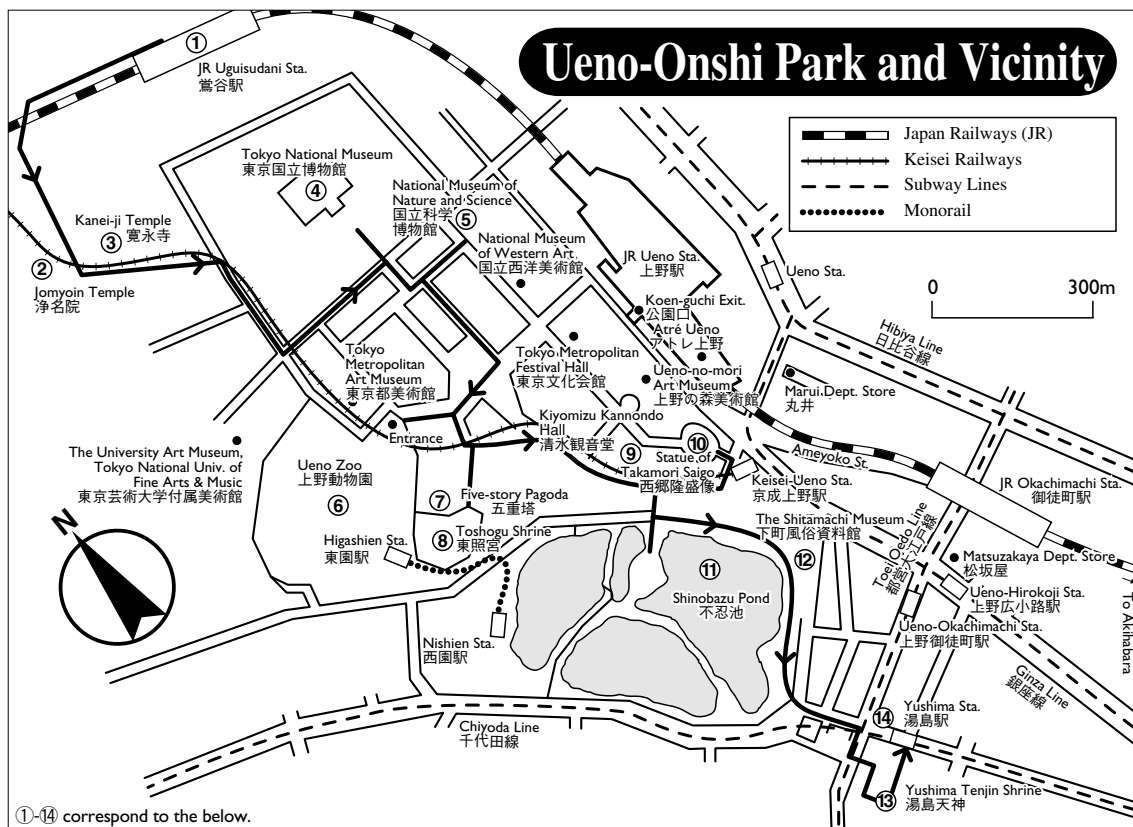 Ueno-Onshi Park and Vicinity
Japan Railways (JR)
Keisei Railways
Subway Lines
Monorail
0 300m
①
JR Uguisudani Sta.
鶯谷駅
Tokyo National Museum
東京国立博物館
④
National Museum of
Nature and Science
国立科学
博物館
⑤
Kanei-ji Temple
③ 寛永寺
②
Jomyoin Temple
浄名院
National Museum
of Western Art
国立西洋美術館
JR Ueno Sta.
上野駅
Ueno Sta.
Koen-guchi Exit.
公園口
Atré Ueno
アトレ上野
Hibiya Line
日比谷線
Tokyo
Metropolitan
Art Museum
東京都美術館
Tokyo Metropolitan
Festival Hall
東京文化会館
Ueno-no-mori
Art Museum
上野の森美術館
Marui Dept. Store
丸井
Kiyomizu Kannondo
Hall
清水観音堂
Entrance
The University Art Museum,
Tokyo National Univ. of
Fine Arts & Music
東京芸術大学付属美術館
Ueno Zoo
上野動物園
⑥
⑨
⑩
Statue of
Takamori Saigo
西郷隆盛像
Ameyoko St.
Keisei-Ueno Sta.
京成上野駅
JR Okachimachi Sta.
御徒町駅
⑦
Five-story Pagoda
五重塔
⑧
Toshogu Shrine
東照宮
Higashien Sta.
東園駅
The Shitamachi Museum
下町風俗資料館
⑫
Toei Oedo Line
都営大江戸線
Matsuzakaya Dept. Store
松坂屋
⑪
Shinobazu Pond
不忍池
Ueno-Hirokoji Sta.
上野広小路駅
To Akihabara
Ueno-Okachimachi Sta.
上野御徒町駅
Nishien Sta.
西園駅
Ginza Line
銀座線
Chiyoda Line
千代田線
⑭
Yushima Sta.
湯島駅
⑬
Yushima Tenjin Shrine
湯島天神
N
①-⑭ correspond to the below.